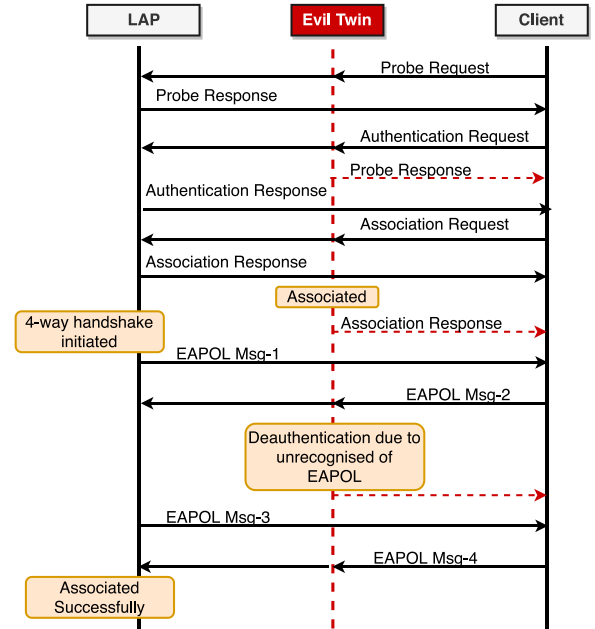 LAP
Evil Twin
Client
Probe Request
Probe Response
Authentication Request
Probe Response
Authentication Response
Association Request
Association Response
Associated
4-way handshake
initiated
Association Response
EAPOL Msg-1
EAPOL Msg-2
Deauthentication due to
unrecognised of
EAPOL
EAPOL Msg-3
EAPOL Msg-4
Associated
Successfully